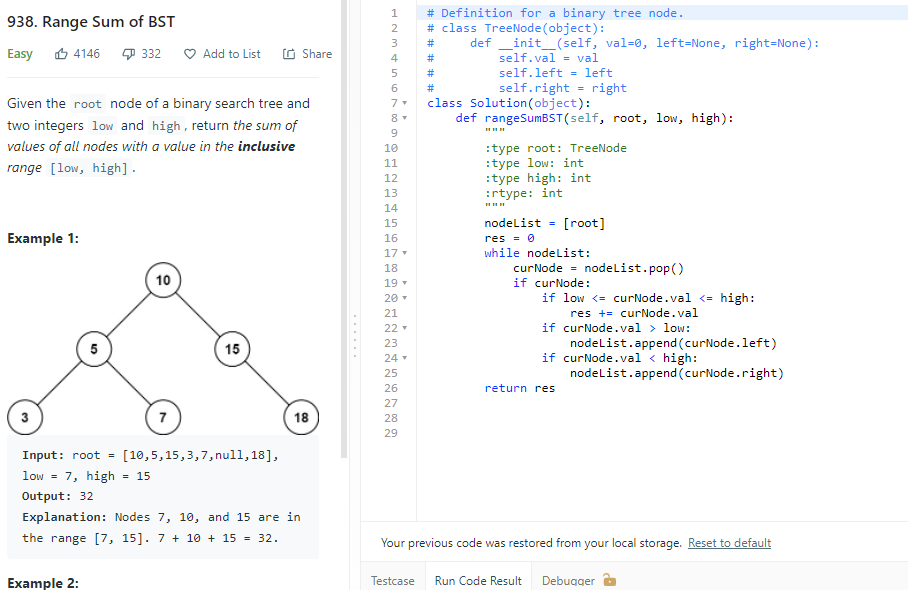 938. Range Sum of BST
Easy 4146 332 Add to List Share
Given the root node of a binary search tree and
two integers low and high, return the sum of
values of all nodes with a value in the inclusive
range [low, high].
Example 1:
10
5 15
3 7 18
Input: root = [10,5,15,3,7,null,18],
low = 7, high = 15
Output: 32
Explanation: Nodes 7, 10, and 15 are in
the range [7, 15]. 7 + 10 + 15 = 32.
Example 2:
1 # Definition for a binary tree node.
2 # class TreeNode(object):
3 #     def __init__(self, val=0, left=None, right=None):
4 #         self.val = val
5 #         self.left = left
6 #         self.right = right
7 class Solution(object):
8     def rangeSumBST(self, root, low, high):
9         """
10         :type root: TreeNode
11         :type low: int
12         :type high: int
13         :rtype: int
14         """
15         nodeList = [root]
16         res = 0
17         while nodeList:
18             curNode = nodeList.pop()
19             if curNode:
20                 if low <= curNode.val <= high:
21                     res += curNode.val
22                 if curNode.val > low:
23                     nodeList.append(curNode.left)
24                 if curNode.val < high:
25                     nodeList.append(curNode.right)
26         return res
27
28
29
Your previous code was restored from your local storage. Reset to default
Testcase Run Code Result Debugger